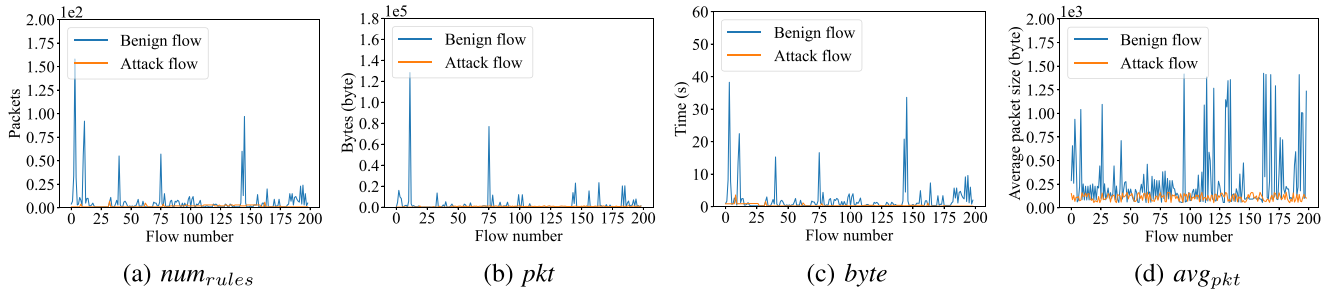 1e2
Packets
2.00
1.75
1.50
1.25
1.00
0.75
0.50
0.25
0.00
Benign flow
Attack flow
0 25 50 75 100 125 150 175 200
Flow number
(a) num_rules
1e5
Bytes (byte)
1.8
1.6
1.4
1.2
1.0
0.8
0.6
0.4
0.2
0.0
Benign flow
Attack flow
0 25 50 75 100 125 150 175 200
Flow number
(b) pkt
Time (s)
60
50
40
30
20
10
0
Benign flow
Attack flow
0 25 50 75 100 125 150 175 200
Flow number
(c) byte
1e3
Average packet size (byte)
2.00
1.75
1.50
1.25
1.00
0.75
0.50
0.25
0.00
Benign flow
Attack flow
0 25 50 75 100 125 150 175 200
Flow number
(d) avg_pkt